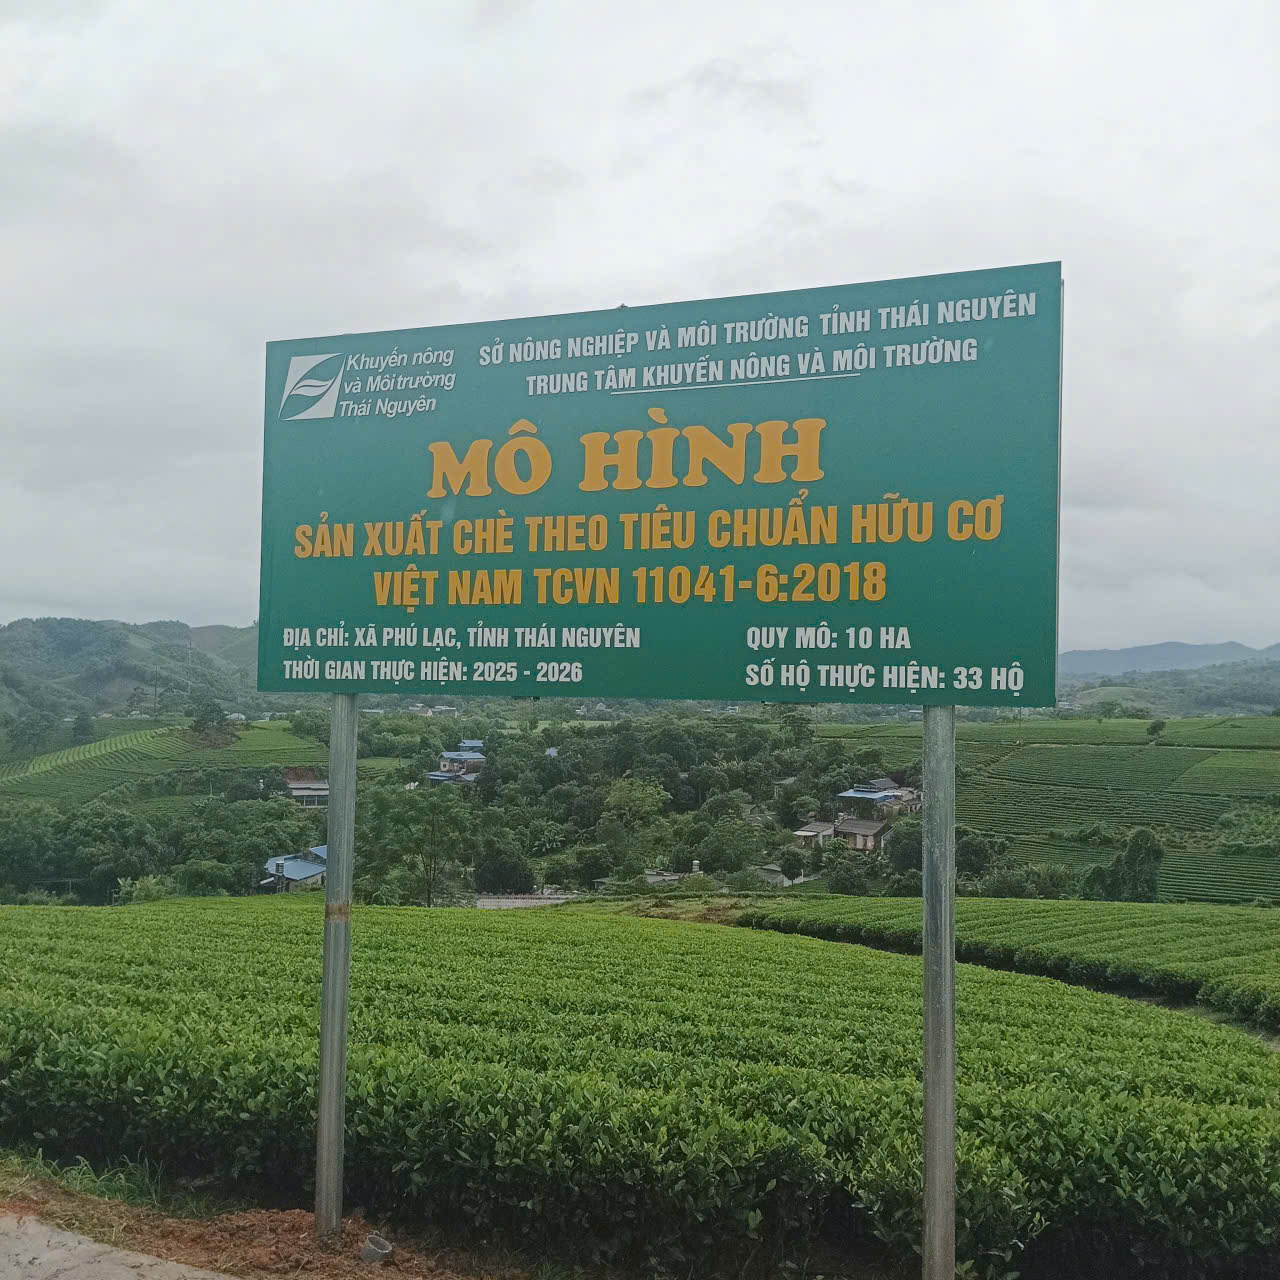 Khuyến nông
và Môi trường
Thái Nguyên
SỞ NÔNG NGHIỆP VÀ MÔI TRƯỜNG TỈNH THÁI NGUYÊN
TRUNG TÂM KHUYẾN NÔNG VÀ MÔI TRƯỜNG
MÔ HÌNH
SẢN XUẤT CHÈ THEO TIÊU CHUẨN HỮU CƠ
VIỆT NAM TCVN 11041-6:2018
ĐỊA CHỈ: XÃ PHÚ LẠC, TỈNH THÁI NGUYÊN
THỜI GIAN THỰC HIỆN: 2025 - 2026
QUY MÔ: 10 HA
SỐ HỘ THỰC HIỆN: 33 HỘ